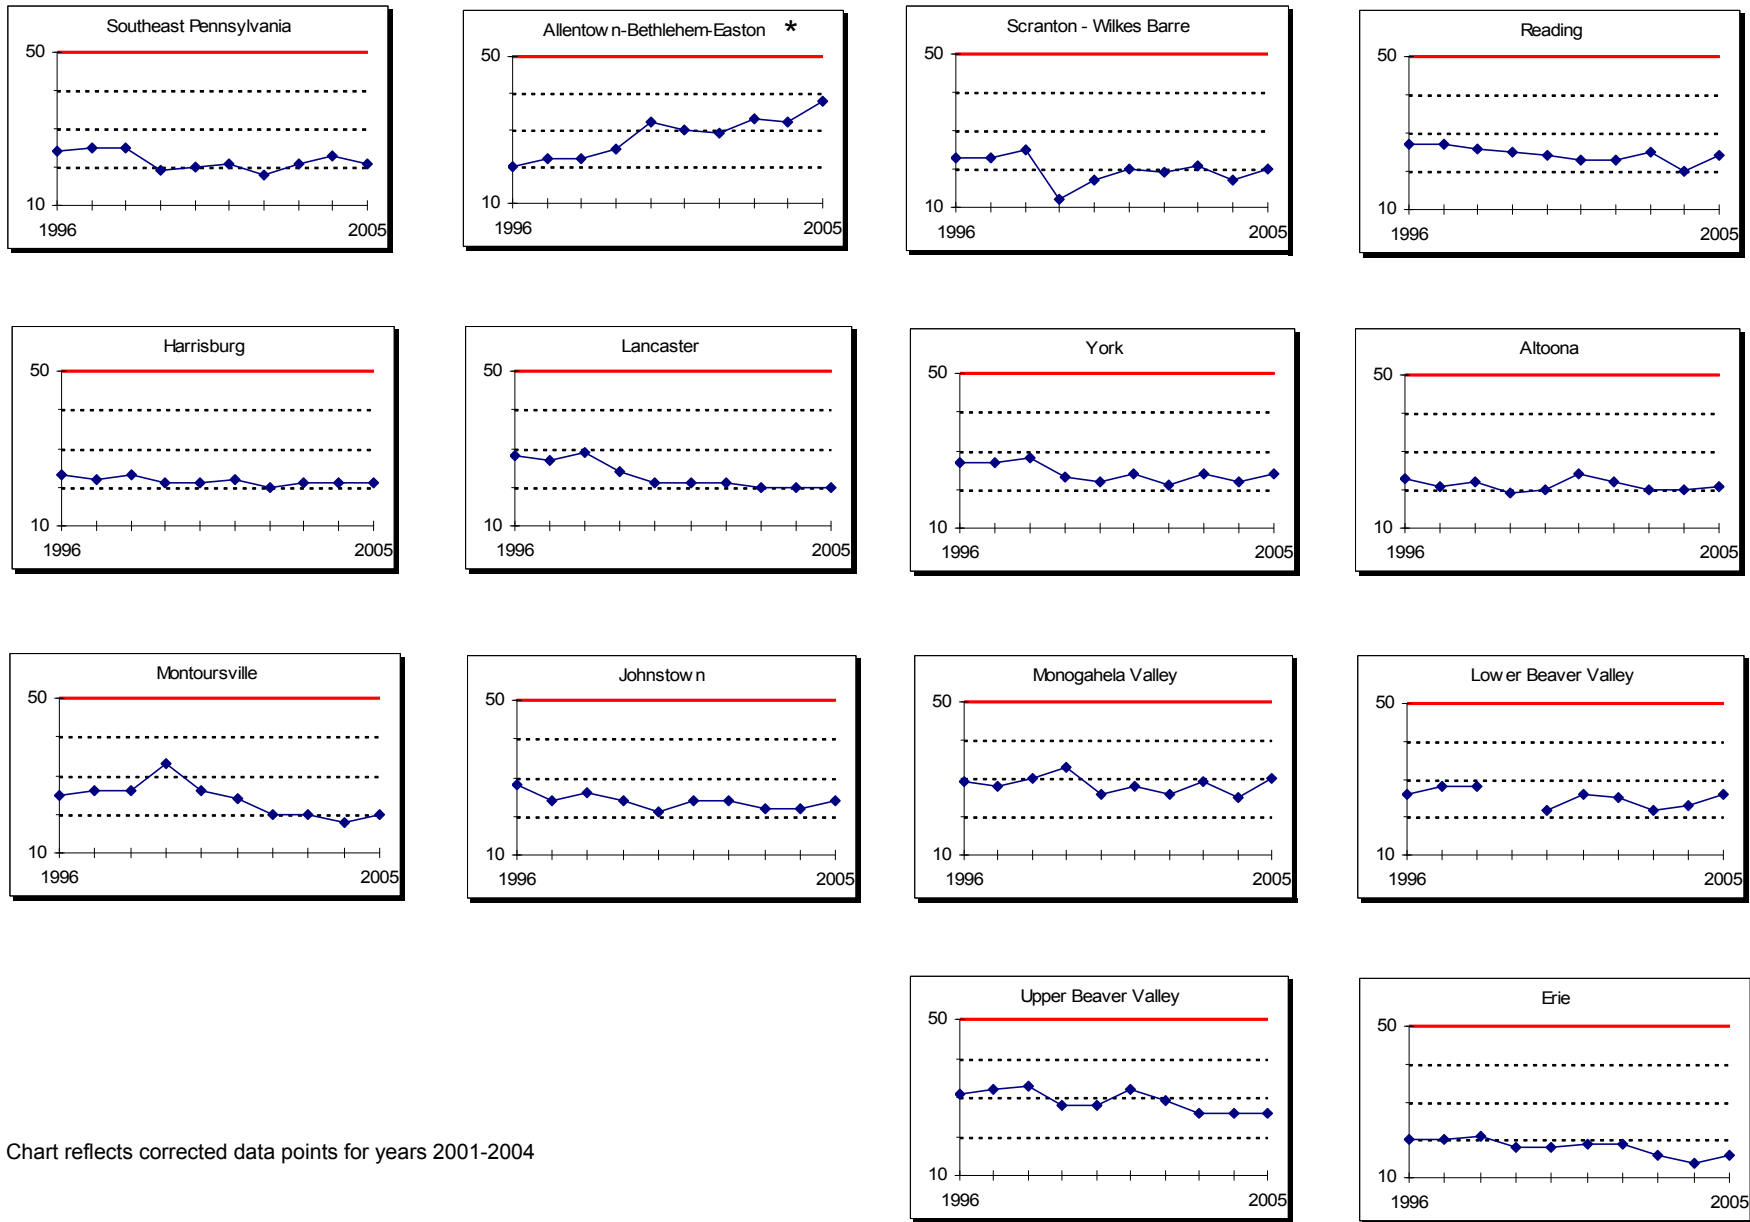 Southeast Pennsylvania
50
10
1996 2005
Allentown-Bethlehem-Easton *
50
10
1996 2005
Scranton - Wilkes Barre
50
10
1996 2005
Reading
50
10
1996 2005
Harrisburg
50
10
1996 2005
Lancaster
50
10
1996 2005
York
50
10
1996 2005
Altoona
50
10
1996 2005
Montoursville
50
10
1996 2005
Johnstown
50
10
1996 2005
Monogahela Valley
50
10
1996 2005
Lower Beaver Valley
50
10
1996 2005
Upper Beaver Valley
50
10
1996 2005
Erie
50
10
1996 2005
Chart reflects corrected data points for years 2001-2004